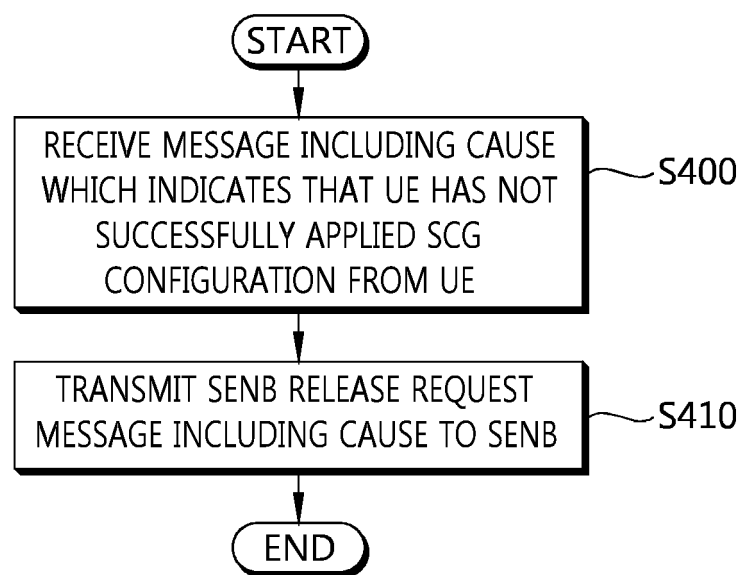 START
RECEIVE MESSAGE INCLUDING CAUSE
WHICH INDICATES THAT UE HAS NOT
SUCCESSFULLY APPLIED SCG
CONFIGURATION FROM UE
S400
TRANSMIT SENB RELEASE REQUEST
MESSAGE INCLUDING CAUSE TO SENB
S410
END